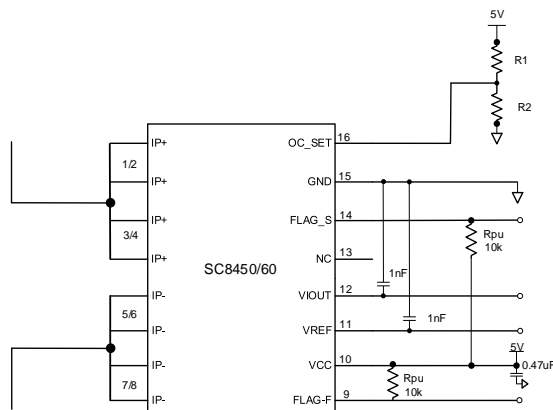 5V
R1
R2
OC_SET 16
IP+
1/2
GND 15
IP+
FLAG_S 14
IP+
3/4
Rpu
10k
NC 13
IP+
SC8450/60
1nF
VIOUT 12
IP-
5/6
1nF
VREF 11
IP-
5V
VCC 10
IP-
0.47uF
7/8
Rpu
10k
FLAG-F 9
IP-